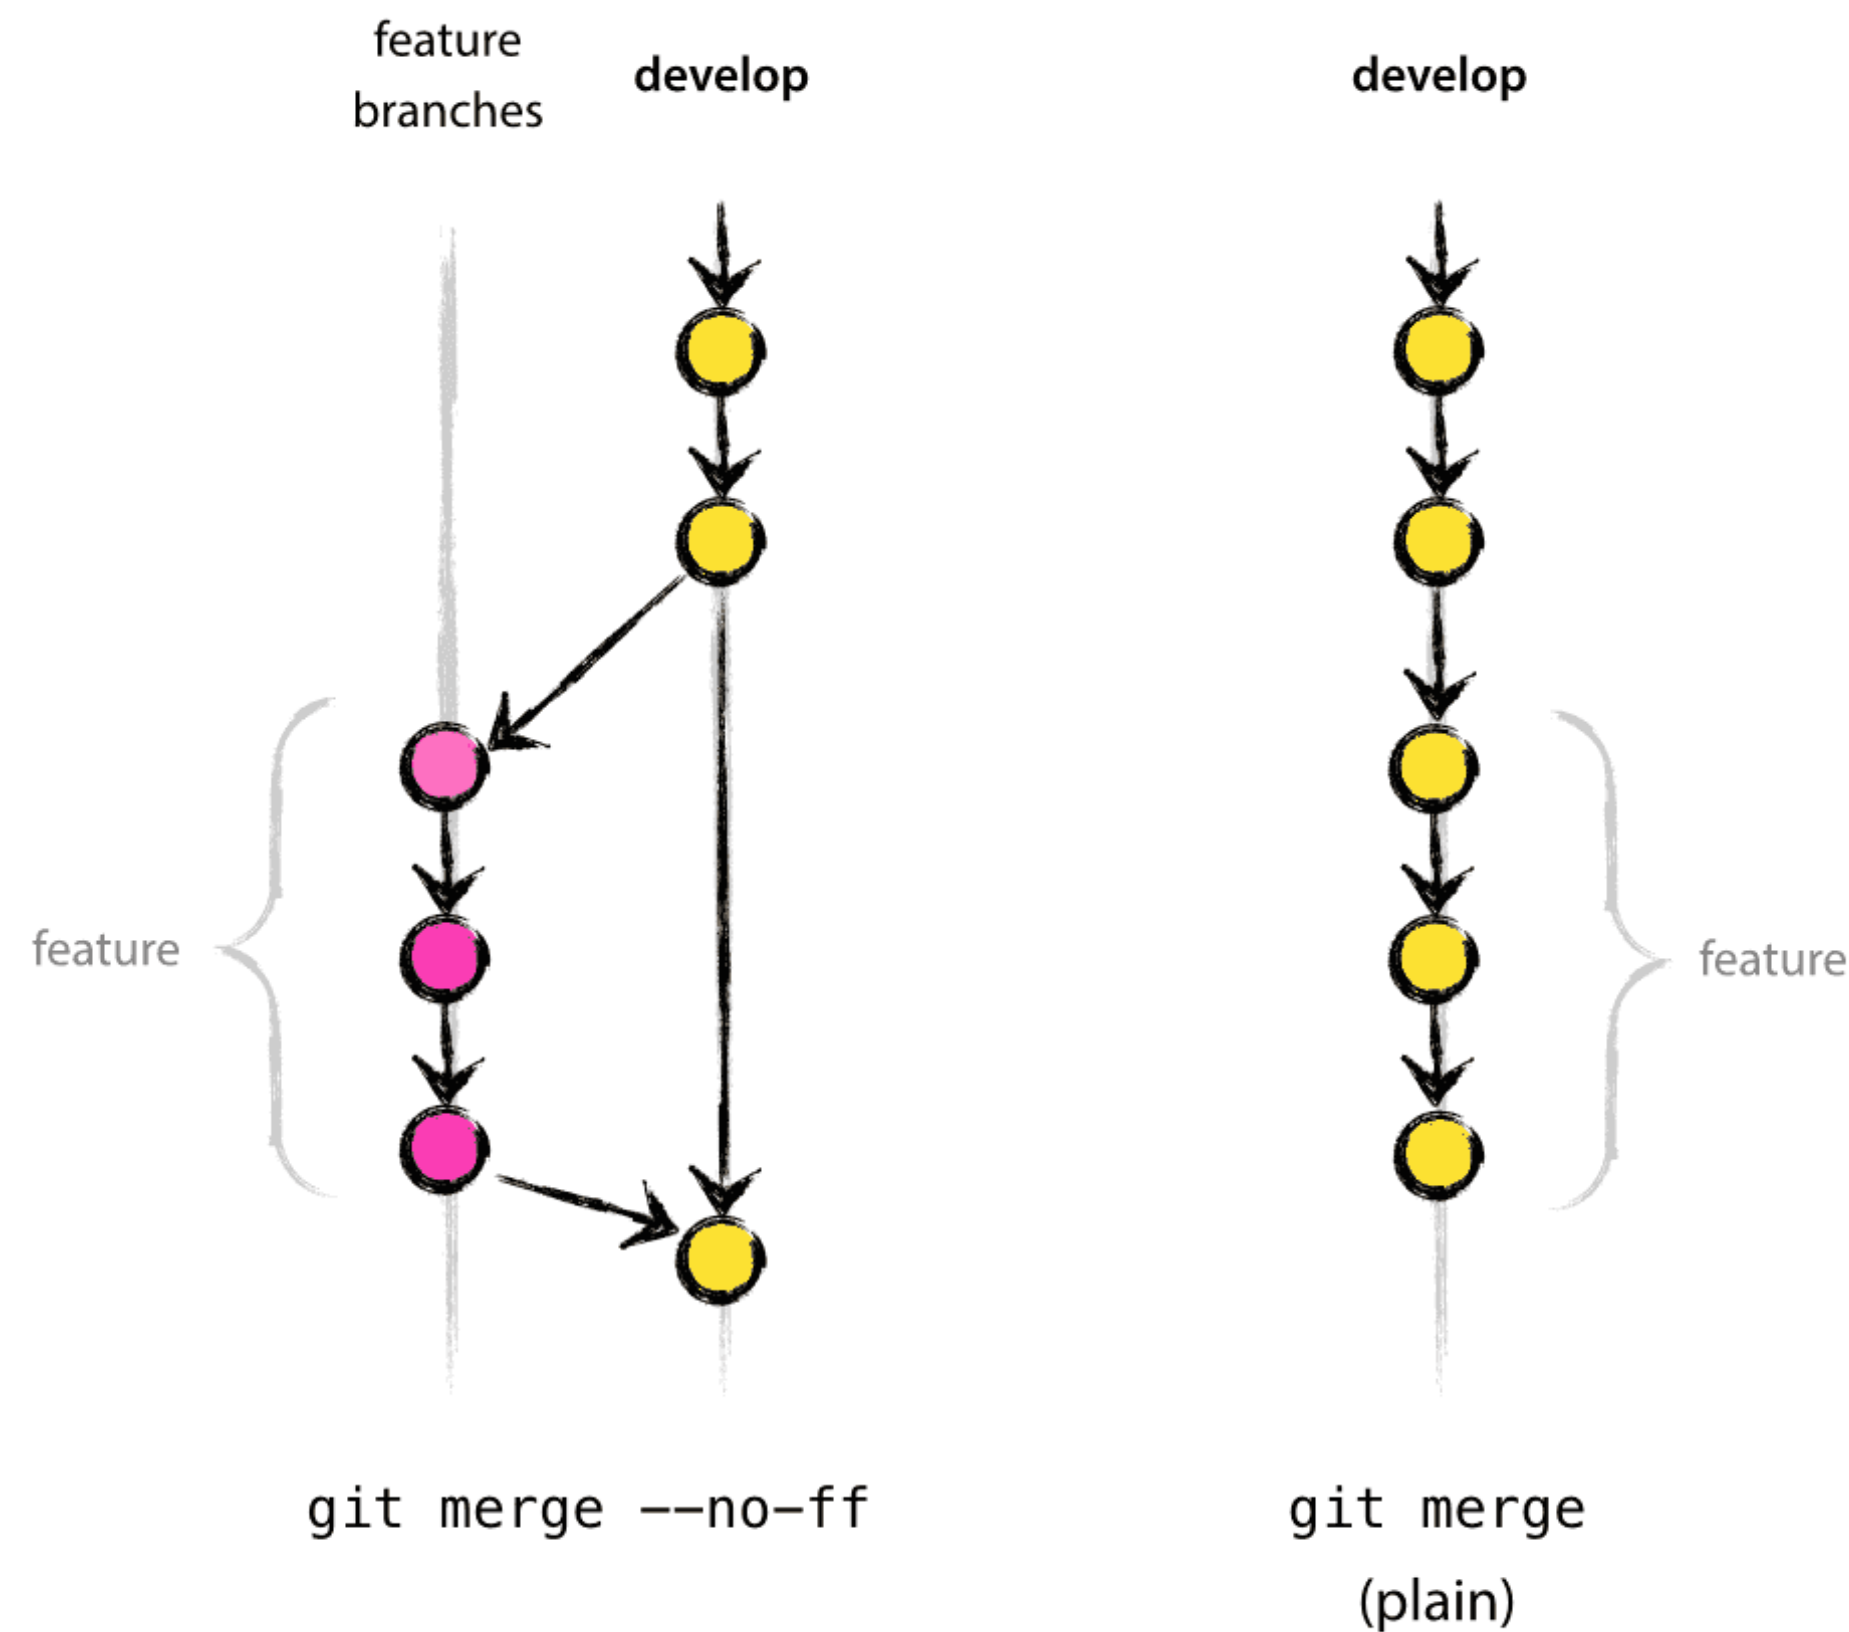 feature
branches
develop
feature
git merge --no-ff
develop
feature
git merge
(plain)